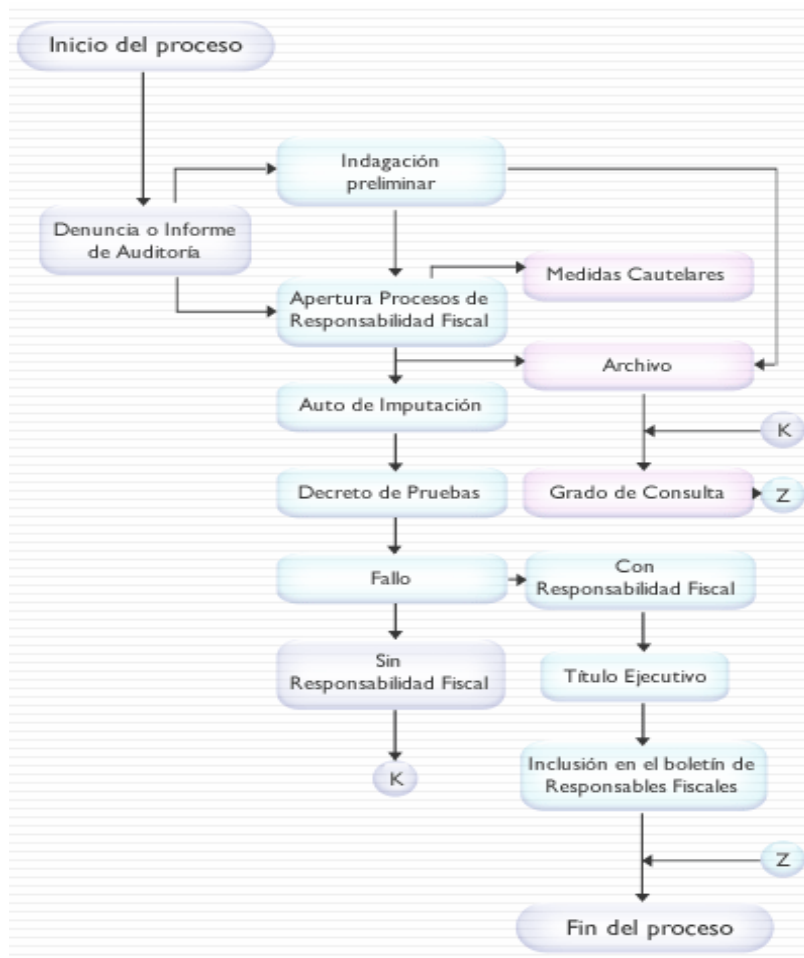 Inicio del proceso
Indagación
preliminar
Denuncia o Informe
de Auditoría
Medidas Cautelares
Apertura Procesos de
Responsabilidad Fiscal
Archivo
Auto de Imputación
K
Decreto de Pruebas
Grado de Consulta
Z
Fallo
Con
Responsabilidad Fiscal
Sin
Responsabilidad Fiscal
Título Ejecutivo
K
Inclusión en el boletín de
Responsables Fiscales
Z
Fin del proceso